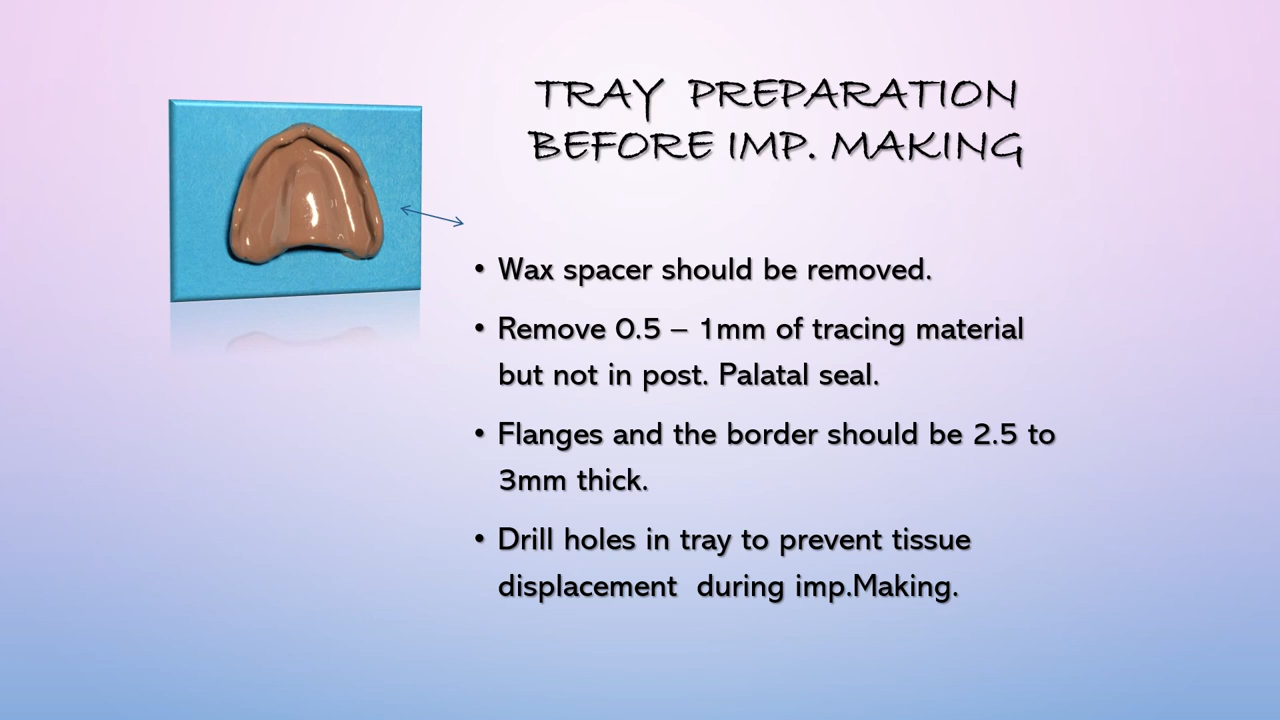 TRAY PREPARATION
BEFORE IMP. MAKING
• Wax spacer should be removed.
• Remove 0.5 – 1mm of tracing material
but not in post. Palatal seal.
• Flanges and the border should be 2.5 to
3mm thick.
• Drill holes in tray to prevent tissue
displacement during imp.Making.